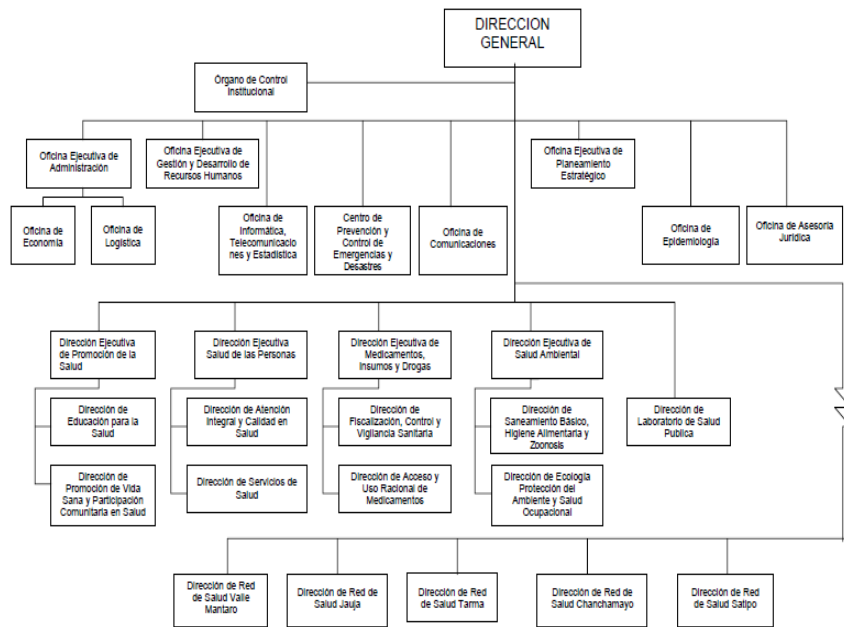 DIRECCION
GENERAL
Órgano de Control
Institucional
Oficina Ejecutiva de
Administración
Oficina Ejecutiva de
Gestión y Desarrollo de
Recursos Humanos
Oficina Ejecutiva de
Planeamiento
Estratégico
Oficina de
Economía
Oficina de
Logística
Oficina de
Informática,
Telecomunicacio
nes y Estadística
Centro de
Prevención y
Control de
Emergencias y
Desastres
Oficina de
Comunicaciones
Oficina de
Epidemiología
Oficina de Asesoría
Jurídica
Dirección Ejecutiva
de Promoción de la
Salud
Dirección Ejecutiva
Salud de las Personas
Dirección Ejecutiva de
Medicamentos,
Insumos y Drogas
Dirección Ejecutiva de
Salud Ambiental
Dirección de
Educación para la
Salud
Dirección de Atención
Integral y Calidad en
Salud
Dirección de
Fiscalización, Control y
Vigilancia Sanitaria
Dirección de
Saneamiento Básico,
Higiene Alimentaria y
Zoonosis
Dirección de
Laboratorio de Salud
Publica
Dirección de
Promoción de Vida
Sana y Participación
Comunitaria en Salud
Dirección de Servicios de
Salud
Dirección de Acceso y
Uso Racional de
Medicamentos
Dirección de Ecología
Protección del
Ambiente y Salud
Ocupacional
Dirección de Red de
Salud Valle
Mantaro
Dirección de Red de
Salud Jauja
Dirección de Red
de Salud Tarma
Dirección de Red de
Salud Chanchamayo
Dirección de Red
de Salud Satipo